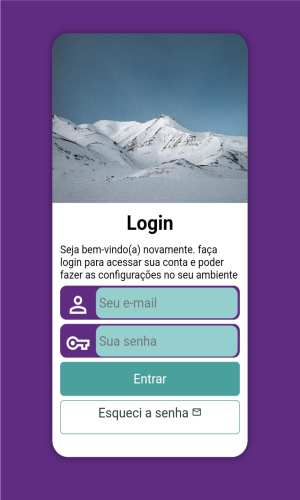 Login
Seja bem-vindo(a) novamente. faça
login para acessar sua conta e poder
fazer as configurações no seu ambiente
Seu e-mail
Sua senha
Entrar
Esqueci a senha